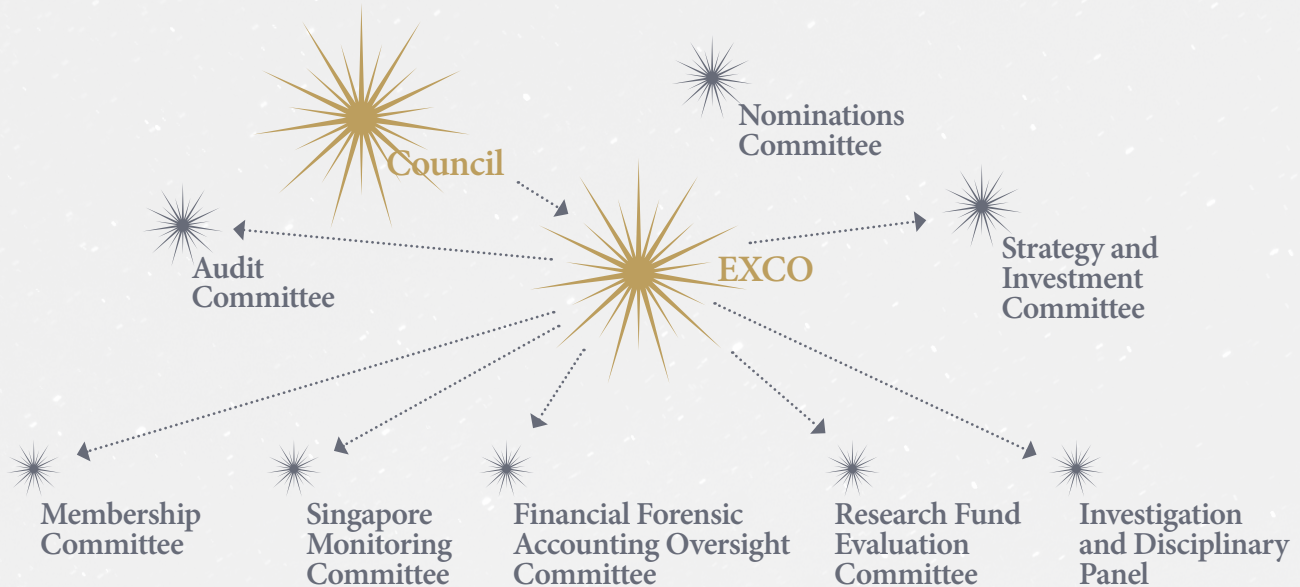 Nominations
Committee
Council
Audit
Committee
EXCO
Strategy and
Investment
Committee
Membership
Committee
Singapore
Monitoring
Committee
Financial Forensic
Accounting Oversight
Committee
Research Fund
Evaluation
Committee
Investigation
and Disciplinary
Panel